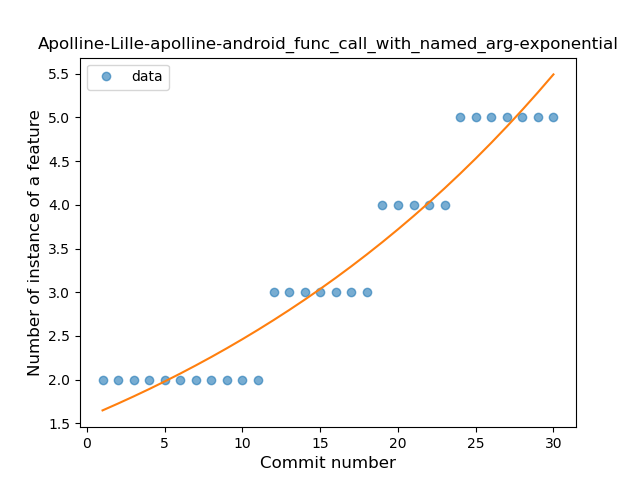 Apolline-Lille-apolline-android_func_call_with_named_arg-exponential
data
Number of instance of a feature
5.5
5.0
4.5
4.0
3.5
3.0
2.5
2.0
1.5
0 5 10 15 20 25 30
Commit number